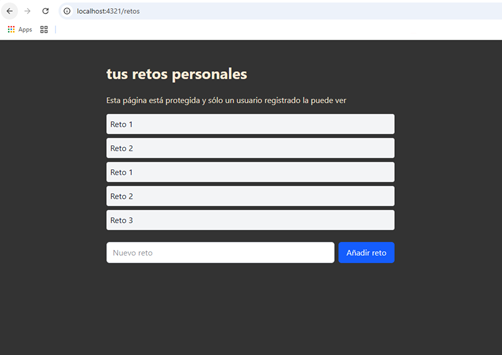 localhost:4321/retos
Apps
tus retos personales
Esta página está protegida y sólo un usuario registrado la puede ver
Reto 1
Reto 2
Reto 1
Reto 2
Reto 3
Nuevo reto
Añadir reto